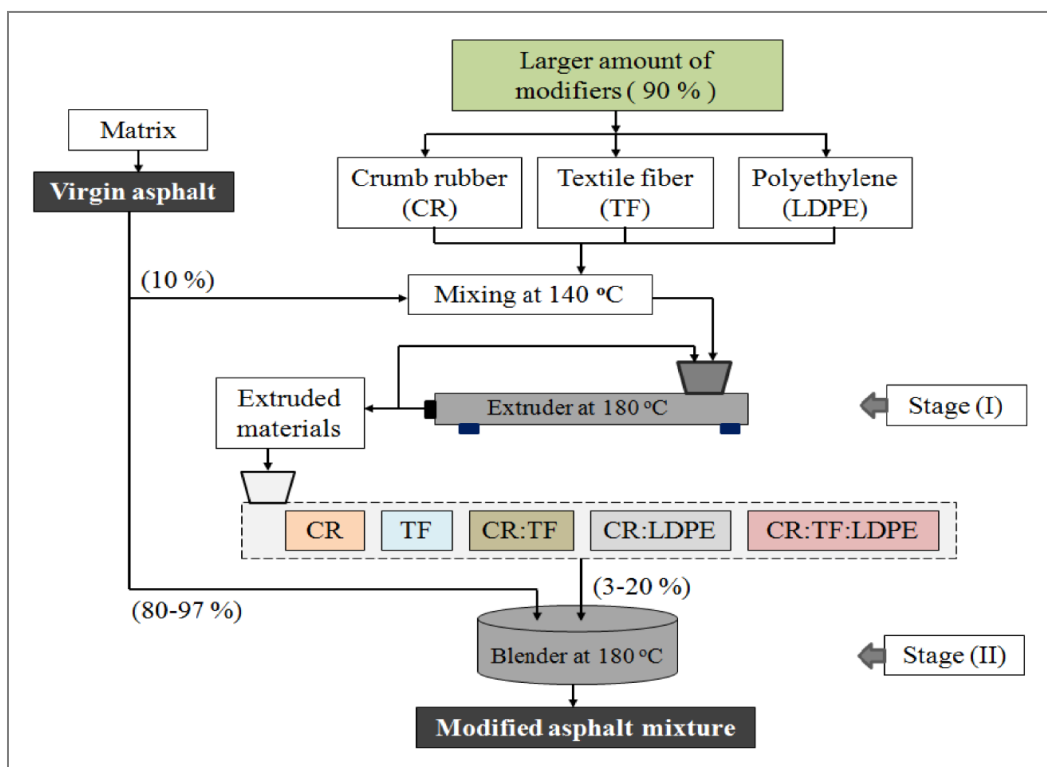 Larger amount of
modifiers ( 90 % )
Matrix
Virgin asphalt
Crumb rubber
(CR)
Textile fiber
(TF)
Polyethylene
(LDPE)
(10 %)
Mixing at 140 °C
Extruded
materials
Extruder at 180 °C
Stage (I)
CR
TF
CR:TF
CR:LDPE
CR:TF:LDPE
(80-97 %)
(3-20 %)
Blender at 180 °C
Stage (II)
Modified asphalt mixture